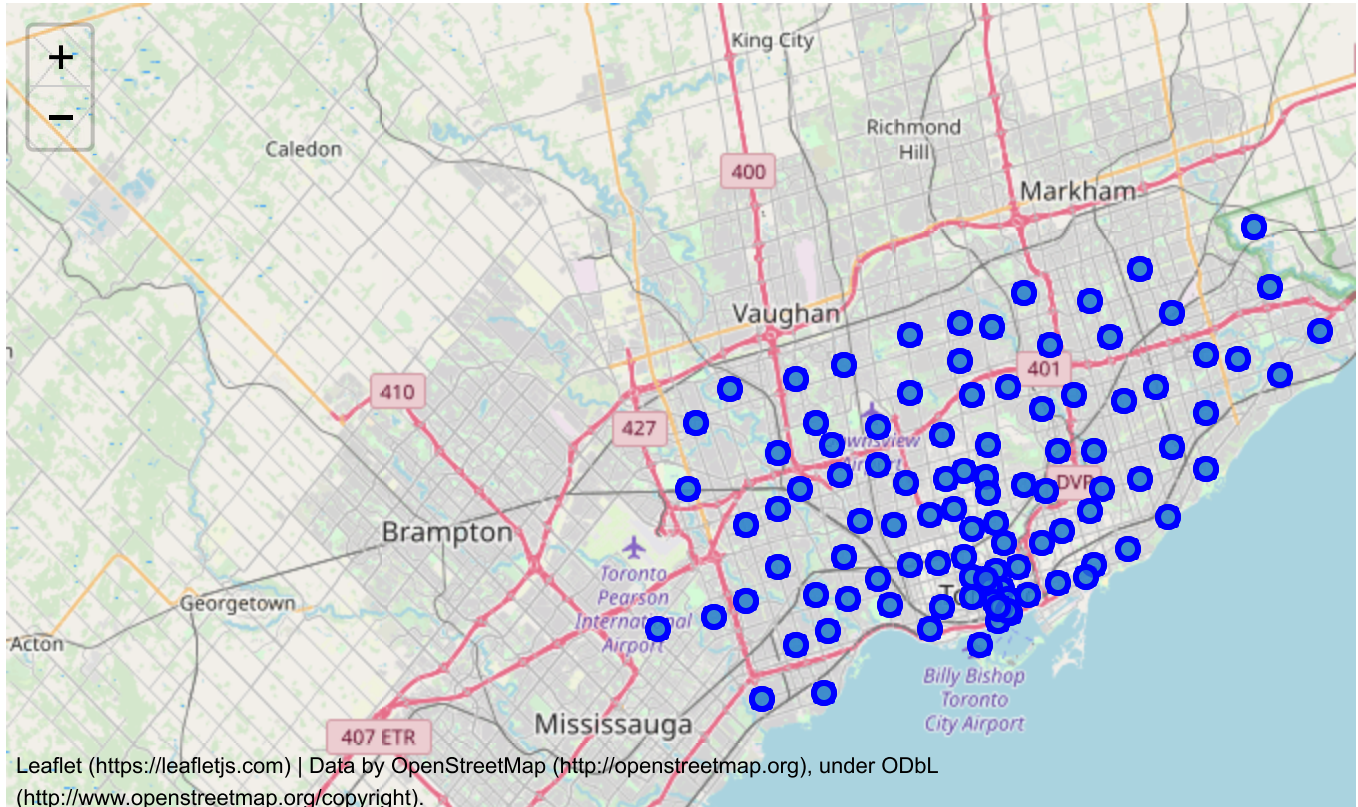 +
King City
Richmond
Hill
Caledon
400
−
Markham
Vaughan
401
410
427
Brampton
DVP
Toronto
Pearson
International
Airport
Georgetown
Acton
Billy Bishop
Toronto
City Airport
Mississauga
407 ETR
Leaflet (https://leafletjs.com) | Data by OpenStreetMap (http://openstreetmap.org), under ODbL
(http://www.openstreetmap.org/copyright).